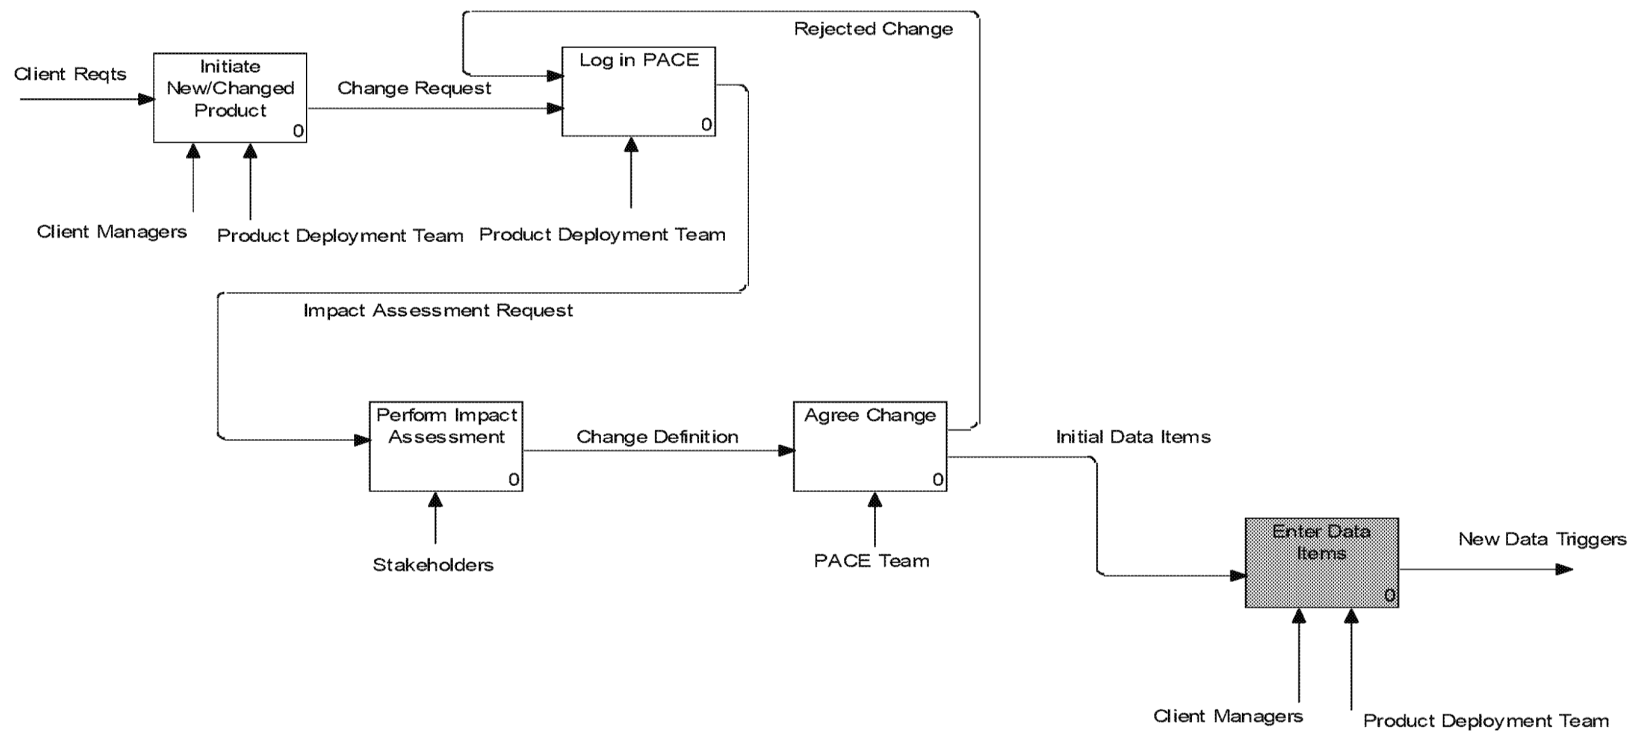 Rejected Change
Client Reqts
Initiate
New/Changed
Product
0
Change Request
Log in PACE
0
Client Managers
Product Deployment Team
Product Deployment Team
Impact Assessment Request
Perform Impact
Assessment
0
Change Definition
Agree Change
0
Initial Data Items
Stakeholders
PACE Team
Enter Data
Items
0
New Data Triggers
Client Managers
Product Deployment Team